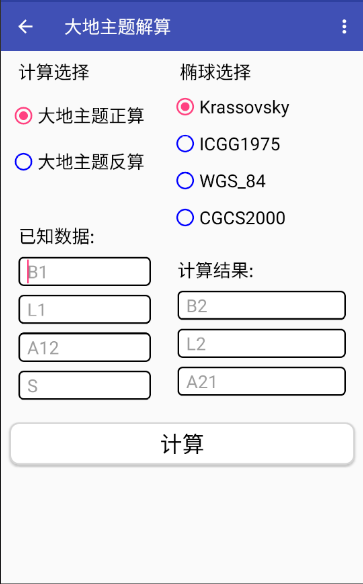 大地主题解算
计算选择
大地主题正算
大地主题反算
椭球选择
Krassovsky
ICGG1975
WGS_84
CGCS2000
已知数据:
B1
L1
A12
S
计算结果:
B2
L2
A21
计算